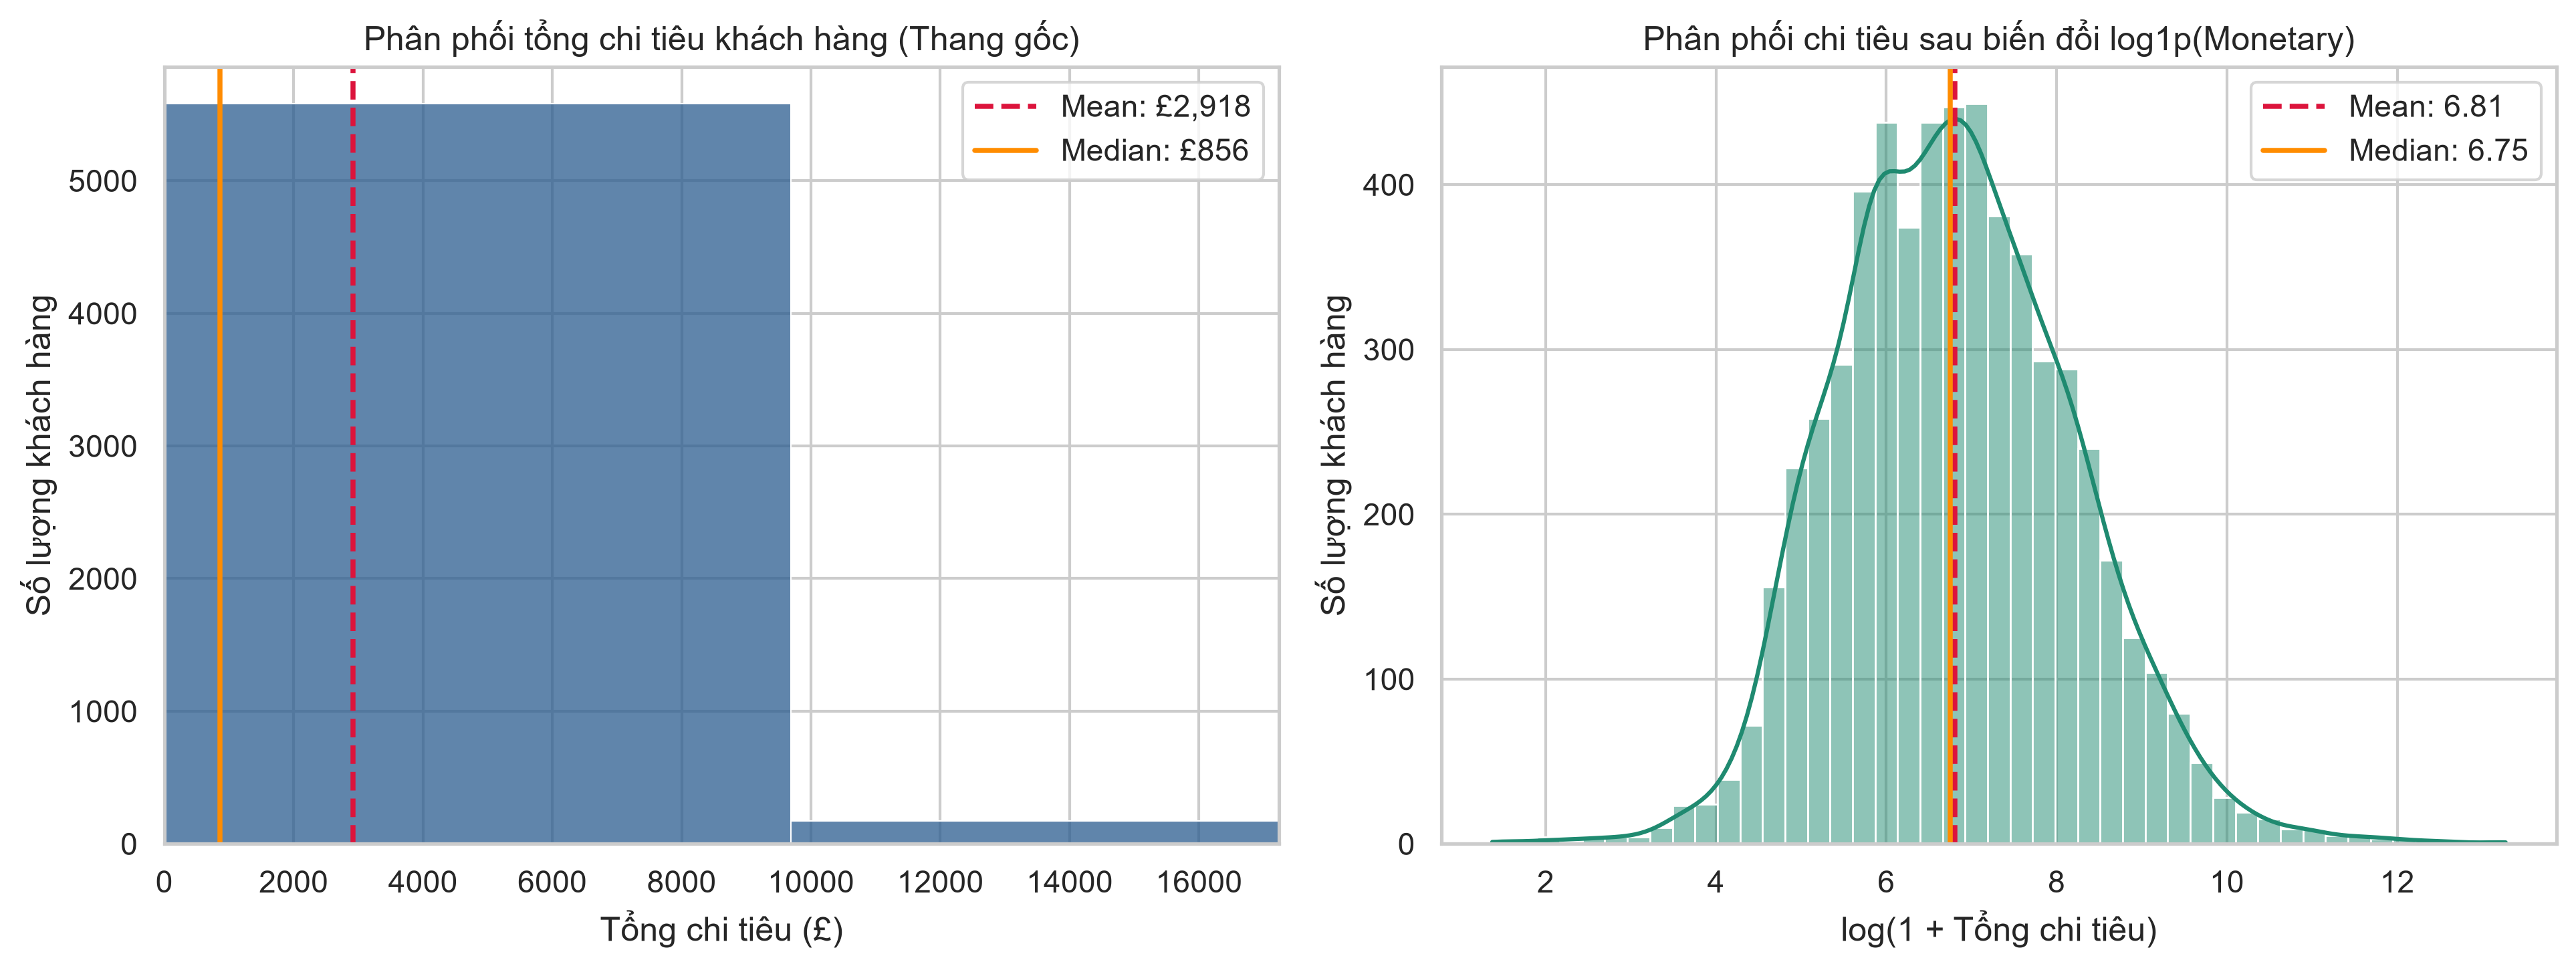 Phân phối tổng chi tiêu khách hàng (Thang gốc)
Mean: £2,918
Median: £856
Số lượng khách hàng
5000
4000
3000
2000
1000
0
0 2000 4000 6000 8000 10000 12000 14000 16000
Tổng chi tiêu (£)
Phân phối chi tiêu sau biến đổi log1p(Monetary)
Mean: 6.81
Median: 6.75
Số lượng khách hàng
400
300
200
100
0
2 4 6 8 10 12
log(1 + Tổng chi tiêu)